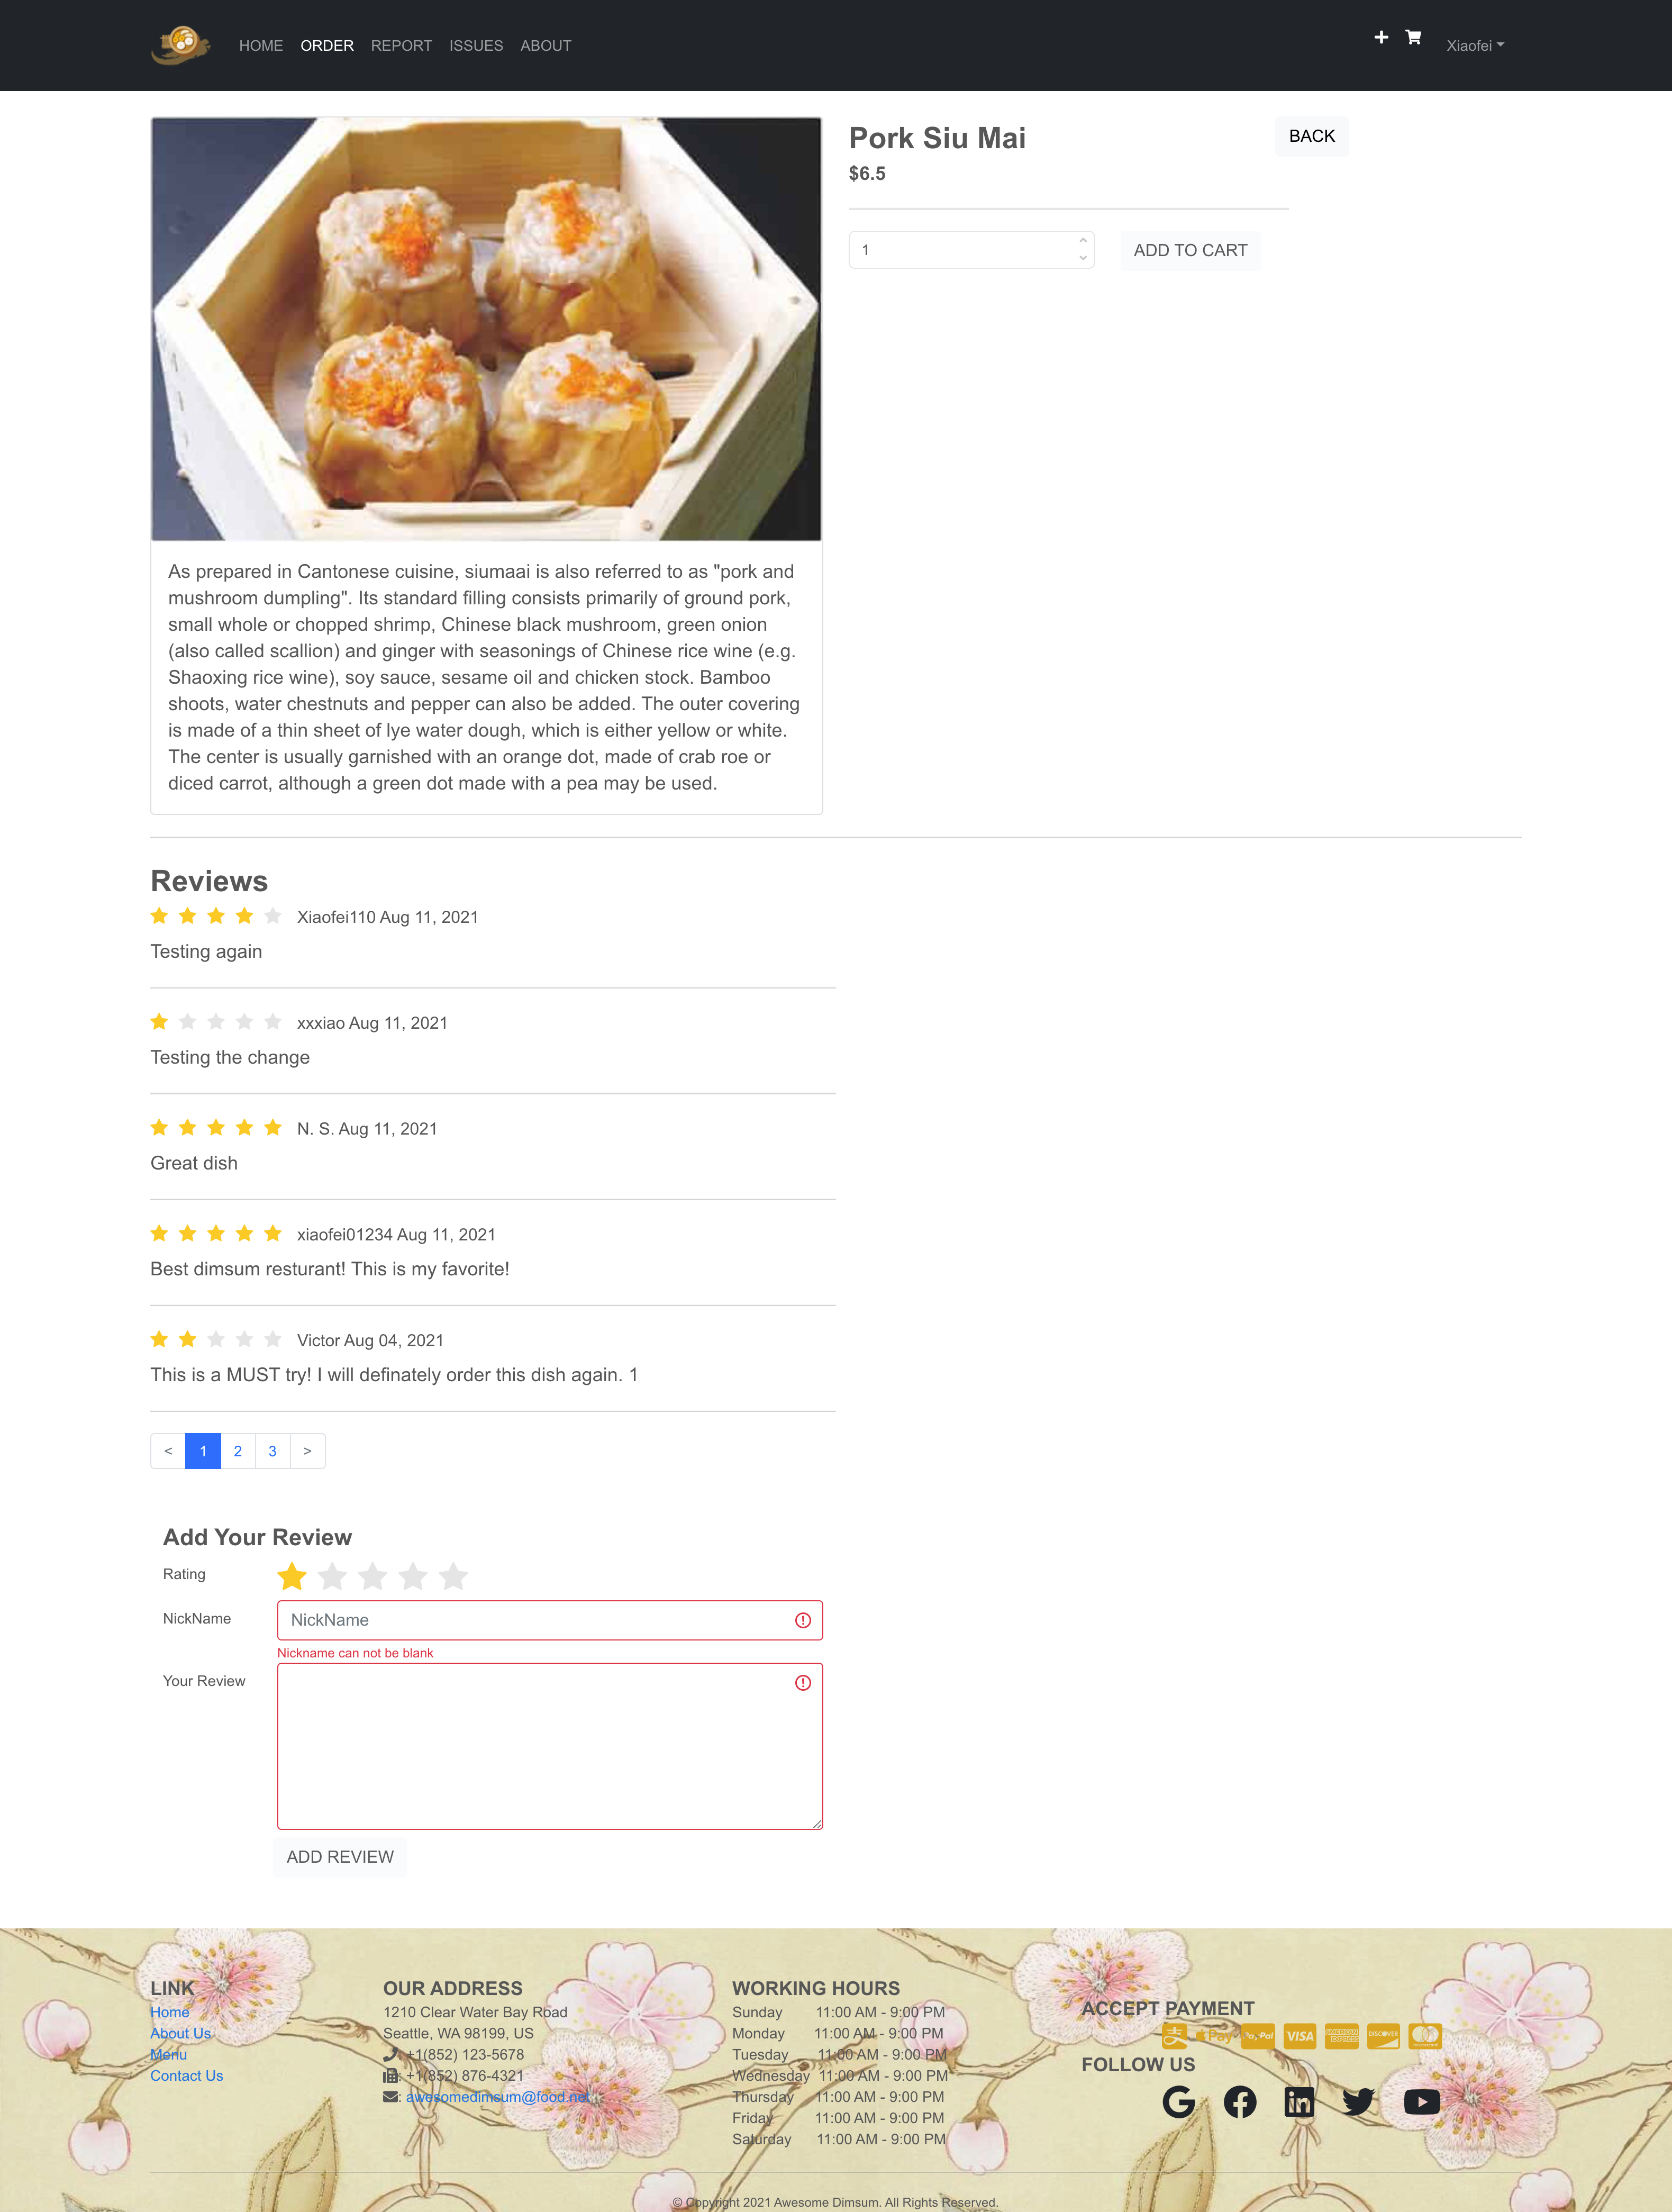 HOME ORDER REPORT ISSUES ABOUT Xiaofei
Pork Siu Mai
BACK
$6.5
1
ADD TO CART
As prepared in Cantonese cuisine, siumaai is also referred to as "pork and
mushroom dumpling". Its standard filling consists primarily of ground pork,
small whole or chopped shrimp, Chinese black mushroom, green onion
(also called scallion) and ginger with seasonings of Chinese rice wine (e.g.
Shaoxing rice wine), soy sauce, sesame oil and chicken stock. Bamboo
shoots, water chestnuts and pepper can also be added. The outer covering
is made of a thin sheet of lye water dough, which is either yellow or white.
The center is usually garnished with an orange dot, made of crab roe or
diced carrot, although a green dot made with a pea may be used.
Reviews
Xiaofei110 Aug 11, 2021
Testing again
xxxiao Aug 11, 2021
Testing the change
N. S. Aug 11, 2021
Great dish
xiaofei01234 Aug 11, 2021
Best dimsum resturant! This is my favorite!
Victor Aug 04, 2021
This is a MUST try! I will definately order this dish again. 1
< 1 2 3 >
Add Your Review
Rating
NickName
NickName
Nickname can not be blank
Your Review
ADD REVIEW
LINK
Home
About Us
Menu
Contact Us
OUR ADDRESS
1210 Clear Water Bay Road
Seattle, WA 98199, US
: +1(852) 123-5678
: +1(852) 876-4321
: awesomedimsum@food.net
WORKING HOURS
Sunday 11:00 AM - 9:00 PM
Monday 11:00 AM - 9:00 PM
Tuesday 11:00 AM - 9:00 PM
Wednesday 11:00 AM - 9:00 PM
Thursday 11:00 AM - 9:00 PM
Friday 11:00 AM - 9:00 PM
Saturday 11:00 AM - 9:00 PM
ACCEPT PAYMENT
Pay PayPal VISA AMERICAN EXPRESS DISCOVER
FOLLOW US
© Copyright 2021 Awesome Dimsum. All Rights Reserved.